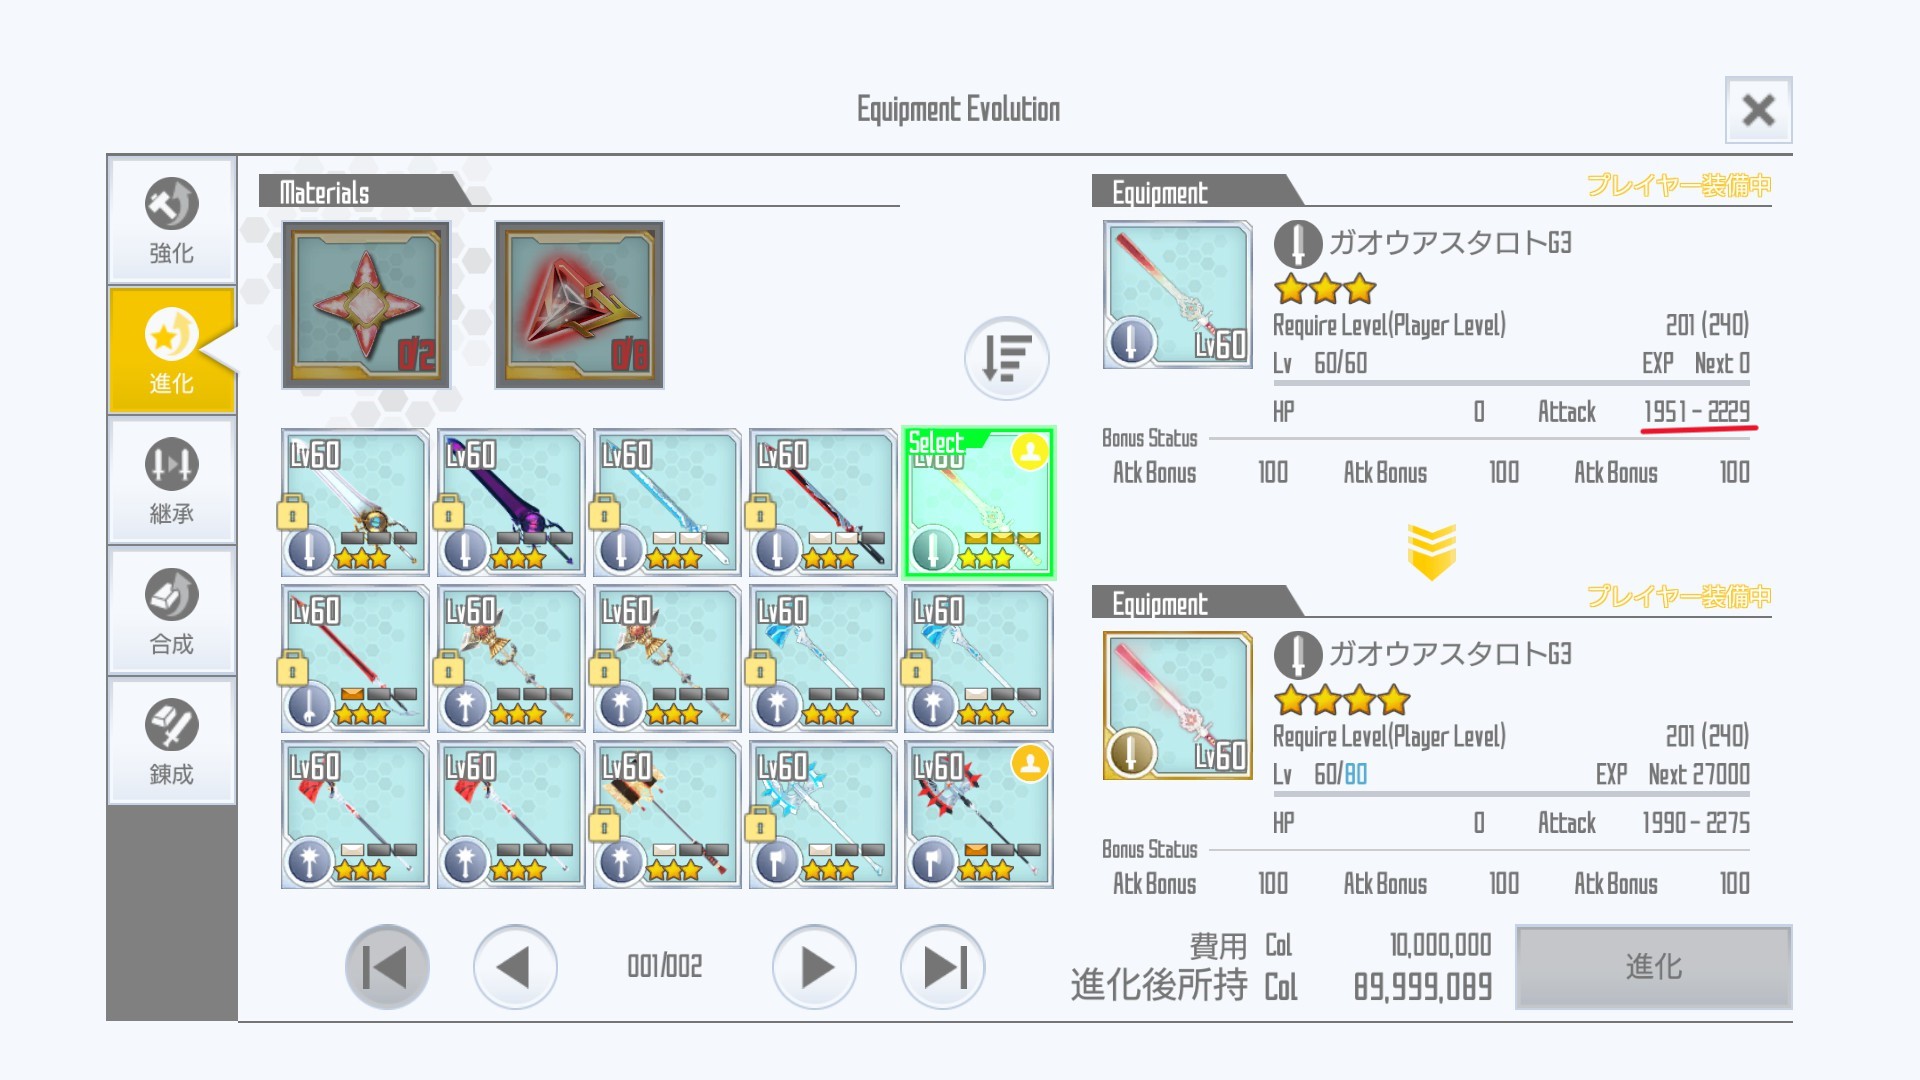 Equipment Evolution
強化
進化
継承
合成
錬成
Materials
0/2
0/8
Lv60
Lv60
Lv60
Lv60
Select
Lv60
Lv60
Lv60
Lv60
Lv60
Lv60
Lv60
Lv60
Lv60
Lv60
Lv60
001/002
Equipment
プレイヤー装備中
Lv60
ガオウアスタロトG3
Require Level(Player Level) 201 (240)
Lv 60/60 EXP Next 0
HP 0 Attack 1951 - 2229
Bonus Status
Atk Bonus 100 Atk Bonus 100 Atk Bonus 100
Equipment
プレイヤー装備中
Lv60
ガオウアスタロトG3
Require Level(Player Level) 201 (240)
Lv 60/80 EXP Next 27000
HP 0 Attack 1990 - 2275
Bonus Status
Atk Bonus 100 Atk Bonus 100 Atk Bonus 100
費用 Col 10,000,000
進化後所持 Col 89,999,089
進化